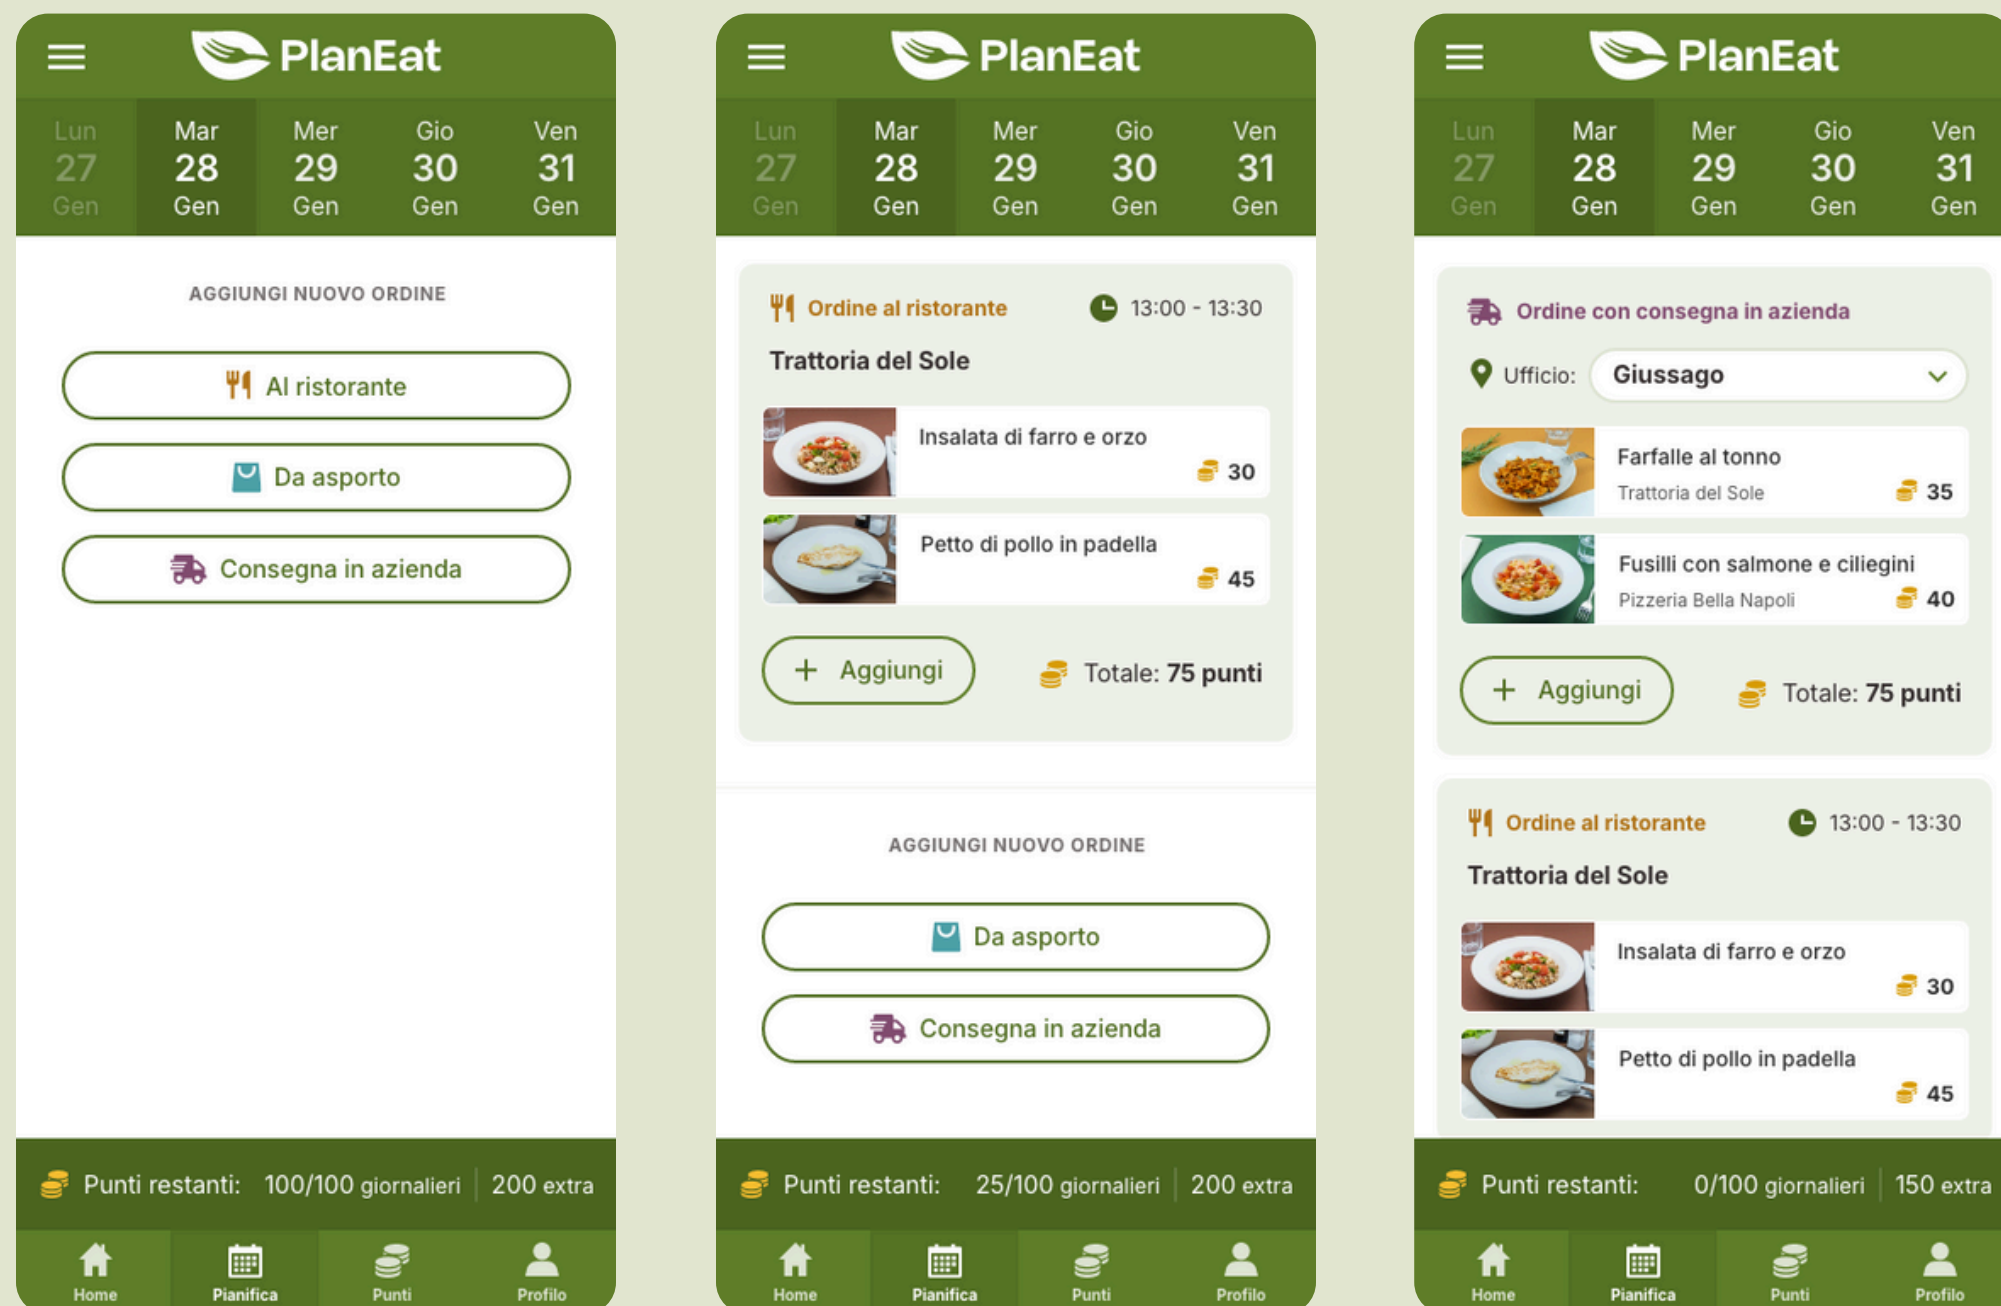 PlanEat
Lun Mar Mer Gio Ven
27 28 29 30 31
Gen Gen Gen Gen Gen
AGGIUNGI NUOVO ORDINE
Al ristorante
Da asporto
Consegna in azienda
Punti restanti: 100/100 giornalieri 200 extra
Home Pianifica Punti Profilo
PlanEat
Lun Mar Mer Gio Ven
27 28 29 30 31
Gen Gen Gen Gen Gen
Ordine al ristorante 13:00 - 13:30
Trattoria del Sole
Insalata di farro e orzo
30
Petto di pollo in padella
45
+ Aggiungi Totale: 75 punti
AGGIUNGI NUOVO ORDINE
Da asporto
Consegna in azienda
Punti restanti: 25/100 giornalieri 200 extra
Home Pianifica Punti Profilo
PlanEat
Lun Mar Mer Gio Ven
27 28 29 30 31
Gen Gen Gen Gen Gen
Ordine con consegna in azienda
Ufficio: Giussago
Farfalle al tonno
Trattoria del Sole 35
Fusilli con salmone e ciliegini
Pizzeria Bella Napoli 40
+ Aggiungi Totale: 75 punti
Ordine al ristorante 13:00 - 13:30
Trattoria del Sole
Insalata di farro e orzo
30
Petto di pollo in padella
45
Punti restanti: 0/100 giornalieri 150 extra
Home Pianifica Punti Profilo